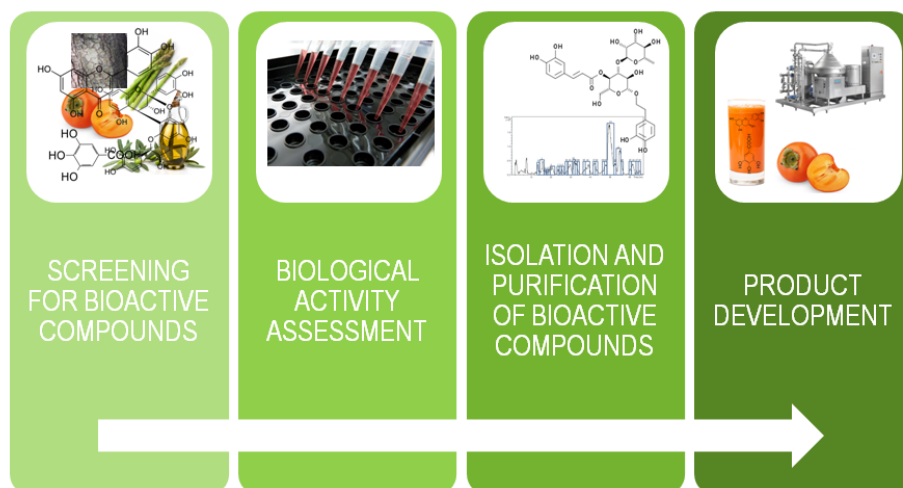 SCREENING
FOR BIOACTIVE
COMPOUNDS
BIOLOGICAL
ACTIVITY
ASSESSMENT
ISOLATION AND
PURIFICATION
OF BIOACTIVE
COMPOUNDS
PRODUCT
DEVELOPMENT